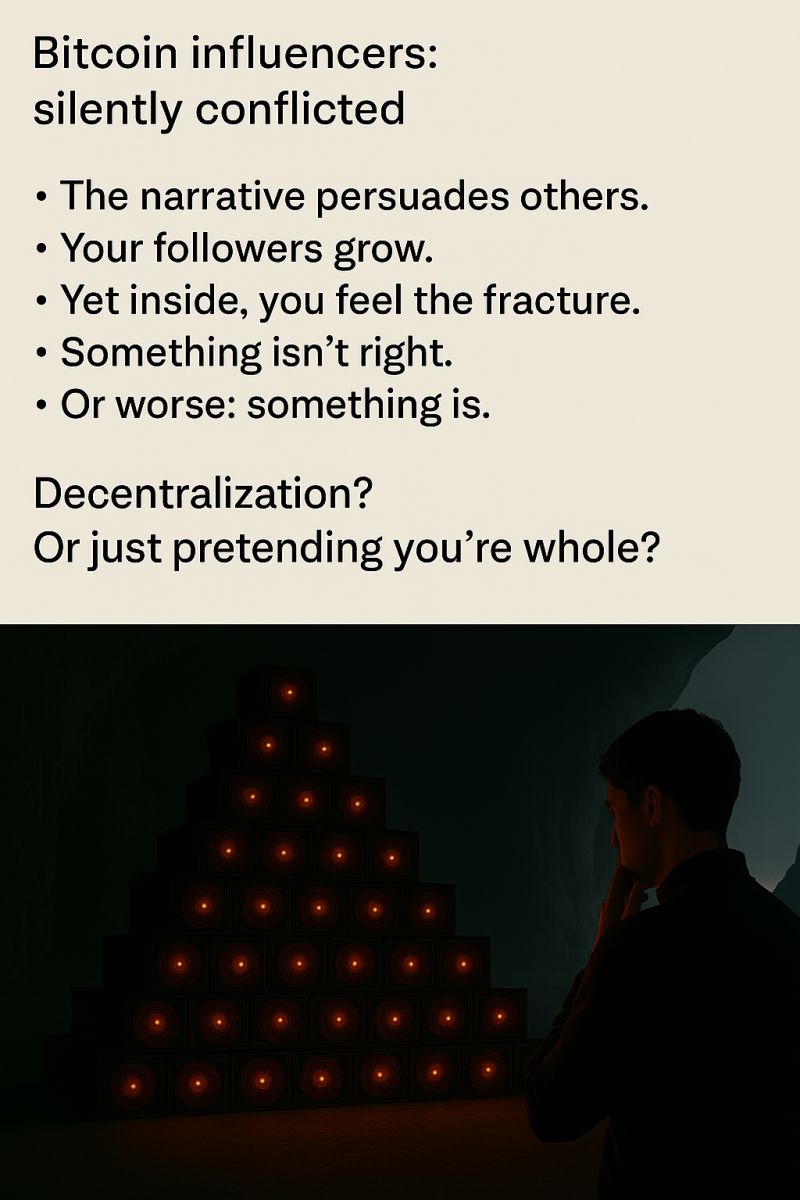 Bitcoin influencers:
silently conflicted
• The narrative persuades others.
• Your followers grow.
• Yet inside, you feel the fracture.
• Something isn’t right.
• Or worse: something is.
Decentralization?
Or just pretending you’re whole?